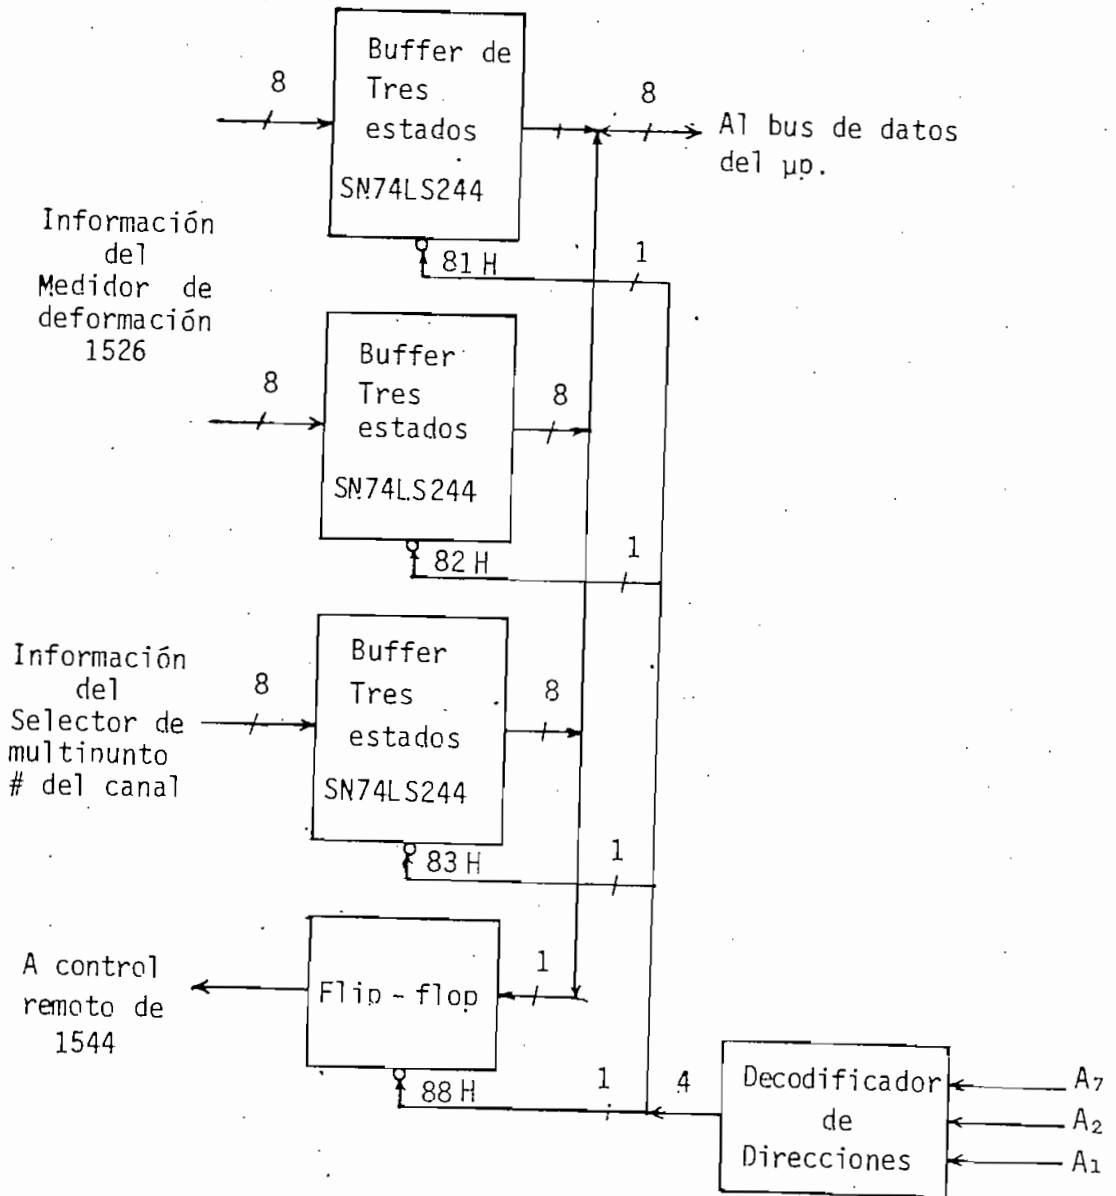 Buffer de
Tres
estados
SN74LS244
8
8
Al bus de datos
del μp.
81 H
1
Información
del
Medidor de
deformación
1526
Buffer
Tres
estados
SN74LS244
8
8
82 H
1
Información
del
Selector de
multipunto
# del canal
8
Buffer
Tres
estados
SN74LS244
8
83 H
1
A control
remoto de
1544
Flip - flop
1
88 H
1
4
Decodificador
de
Direcciones
A7
A2
A1